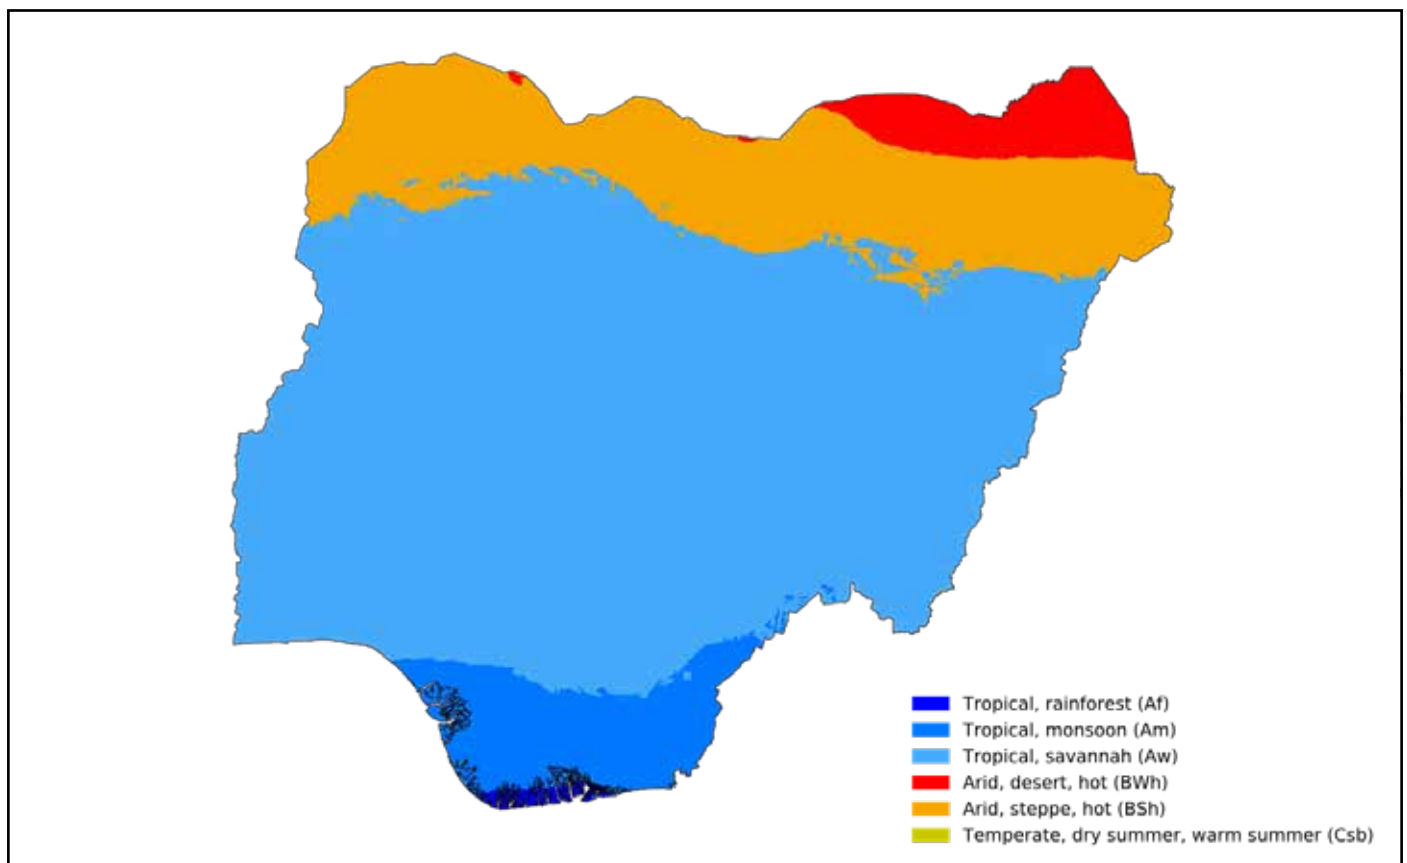 Tropical, rainforest (Af)
Tropical, monsoon (Am)
Tropical, savannah (Aw)
Arid, desert, hot (BWh)
Arid, steppe, hot (BSh)
Temperate, dry summer, warm summer (Csb)